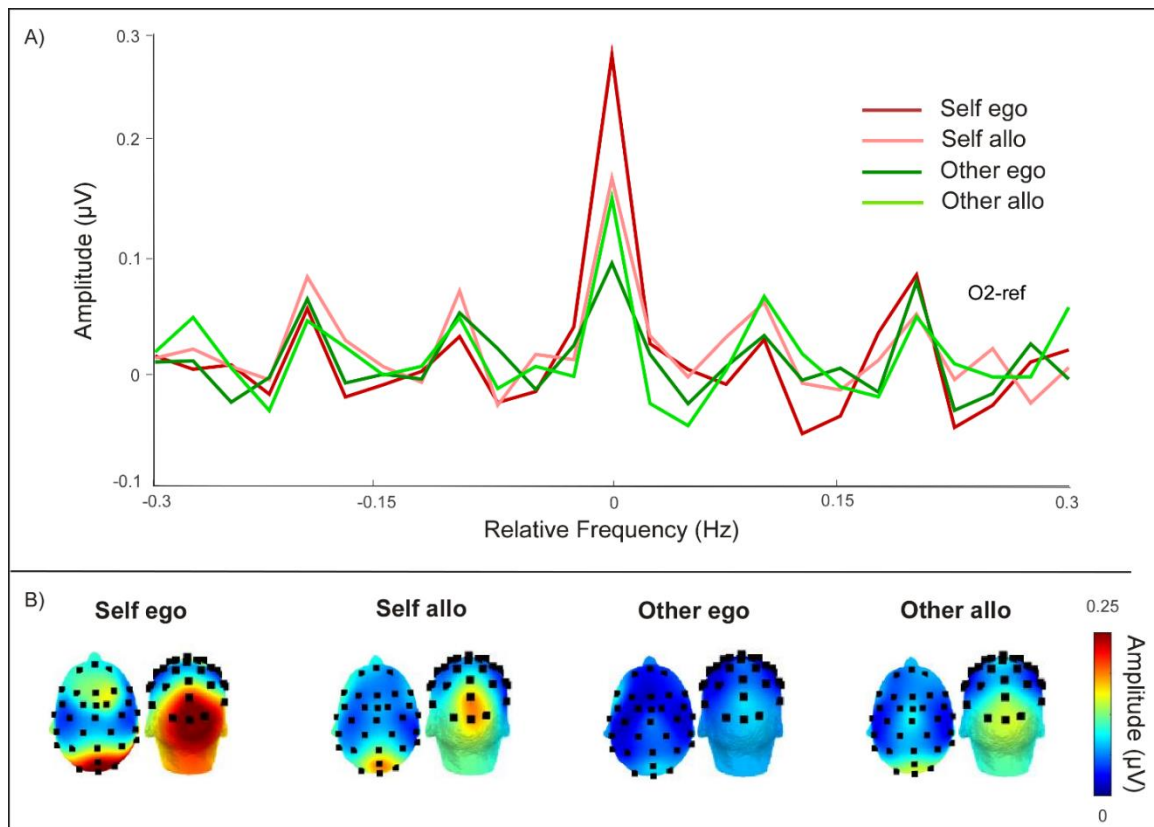 A)
0.3
0.2
0.1
0
-0.1
Amplitude (µV)
Self ego
Self allo
Other ego
Other allo
O2-ref
-0.3
-0.15
0
0.15
0.3
Relative Frequency (Hz)
B)
Self ego
Self allo
Other ego
Other allo
0.25
Amplitude (µV)
0